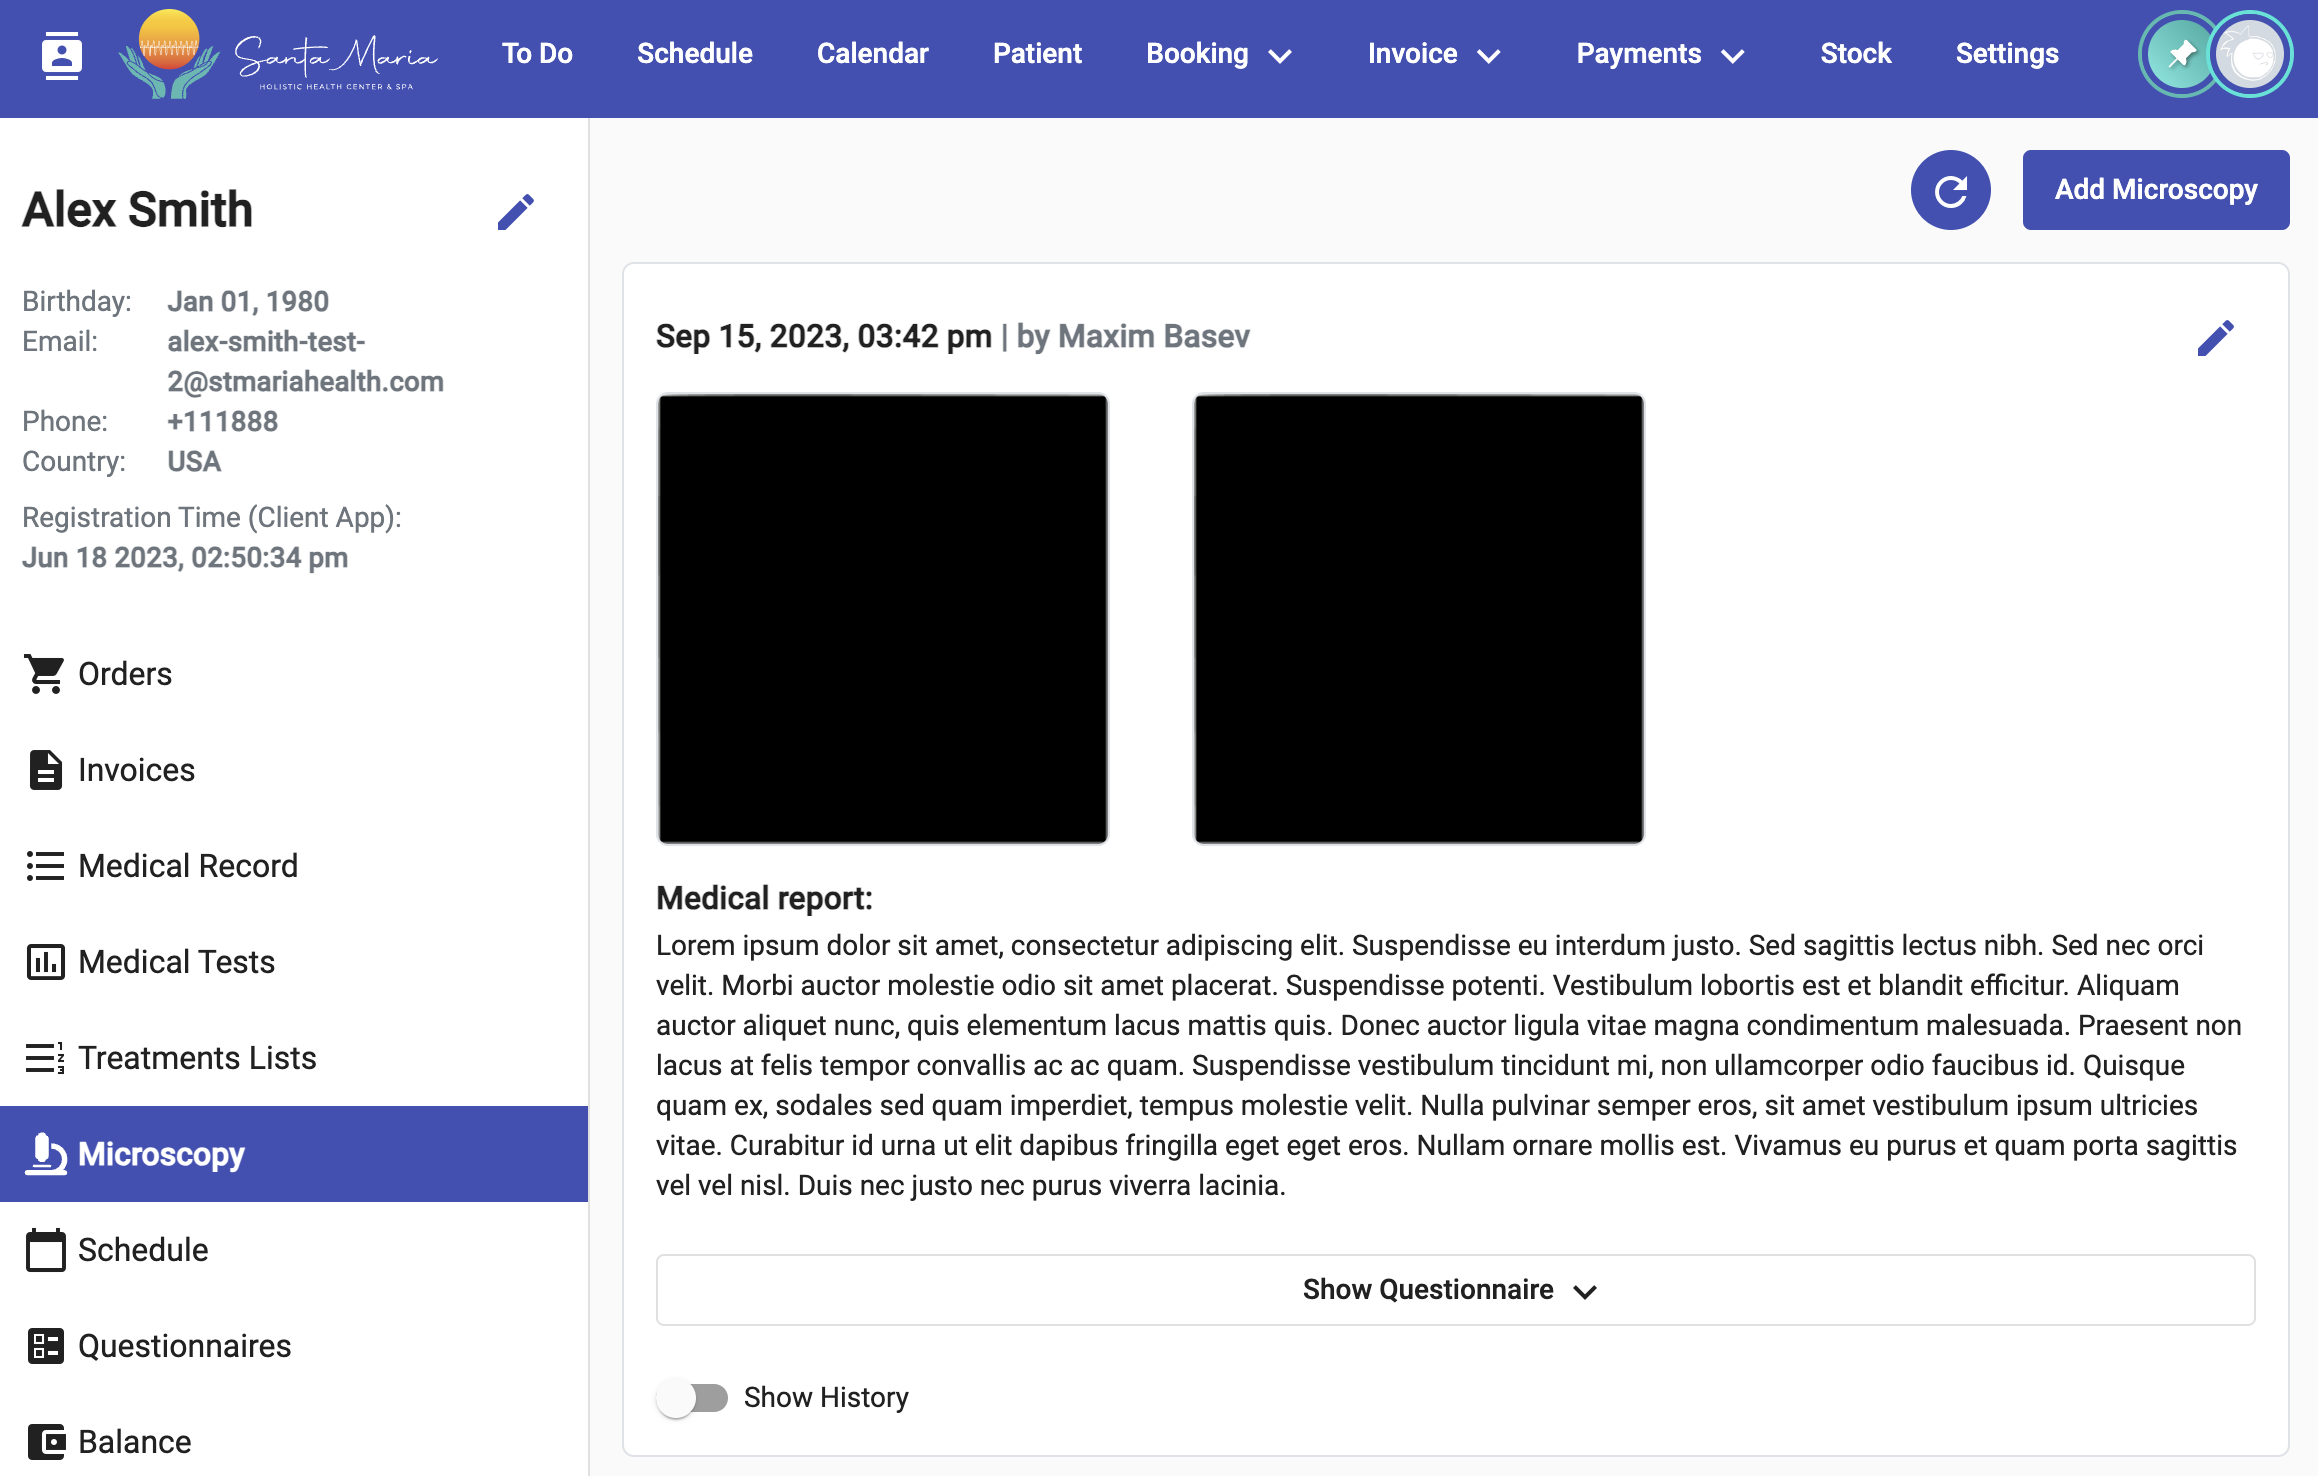 Santa Maria
HOLISTIC HEALTH CENTER & SPA
To Do
Schedule
Calendar
Patient
Booking
Invoice
Payments
Stock
Settings
Alex Smith
Birthday: Jan 01, 1980
Email: alex-smith-test-
2@stmariahealth.com
Phone: +111888
Country: USA
Registration Time (Client App):
Jun 18 2023, 02:50:34 pm
Orders
Invoices
Medical Record
Medical Tests
Treatments Lists
Microscopy
Schedule
Questionnaires
Balance
Add Microscopy
Sep 15, 2023, 03:42 pm | by Maxim Basev
Medical report:
Lorem ipsum dolor sit amet, consectetur adipiscing elit. Suspendisse eu interdum justo. Sed sagittis lectus nibh. Sed nec orci
velit. Morbi auctor molestie odio sit amet placerat. Suspendisse potenti. Vestibulum lobortis est et blandit efficitur. Aliquam
auctor aliquet nunc, quis elementum lacus mattis quis. Donec auctor ligula vitae magna condimentum malesuada. Praesent non
lacus at felis tempor convallis ac ac quam. Suspendisse vestibulum tincidunt mi, non ullamcorper odio faucibus id. Quisque
quam ex, sodales sed quam imperdiet, tempus molestie velit. Nulla pulvinar semper eros, sit amet vestibulum ipsum ultricies
vitae. Curabitur id urna ut elit dapibus fringilla eget eget eros. Nullam ornare mollis est. Vivamus eu purus et quam porta sagittis
vel vel nisl. Duis nec justo nec purus viverra lacinia.
Show Questionnaire
Show History